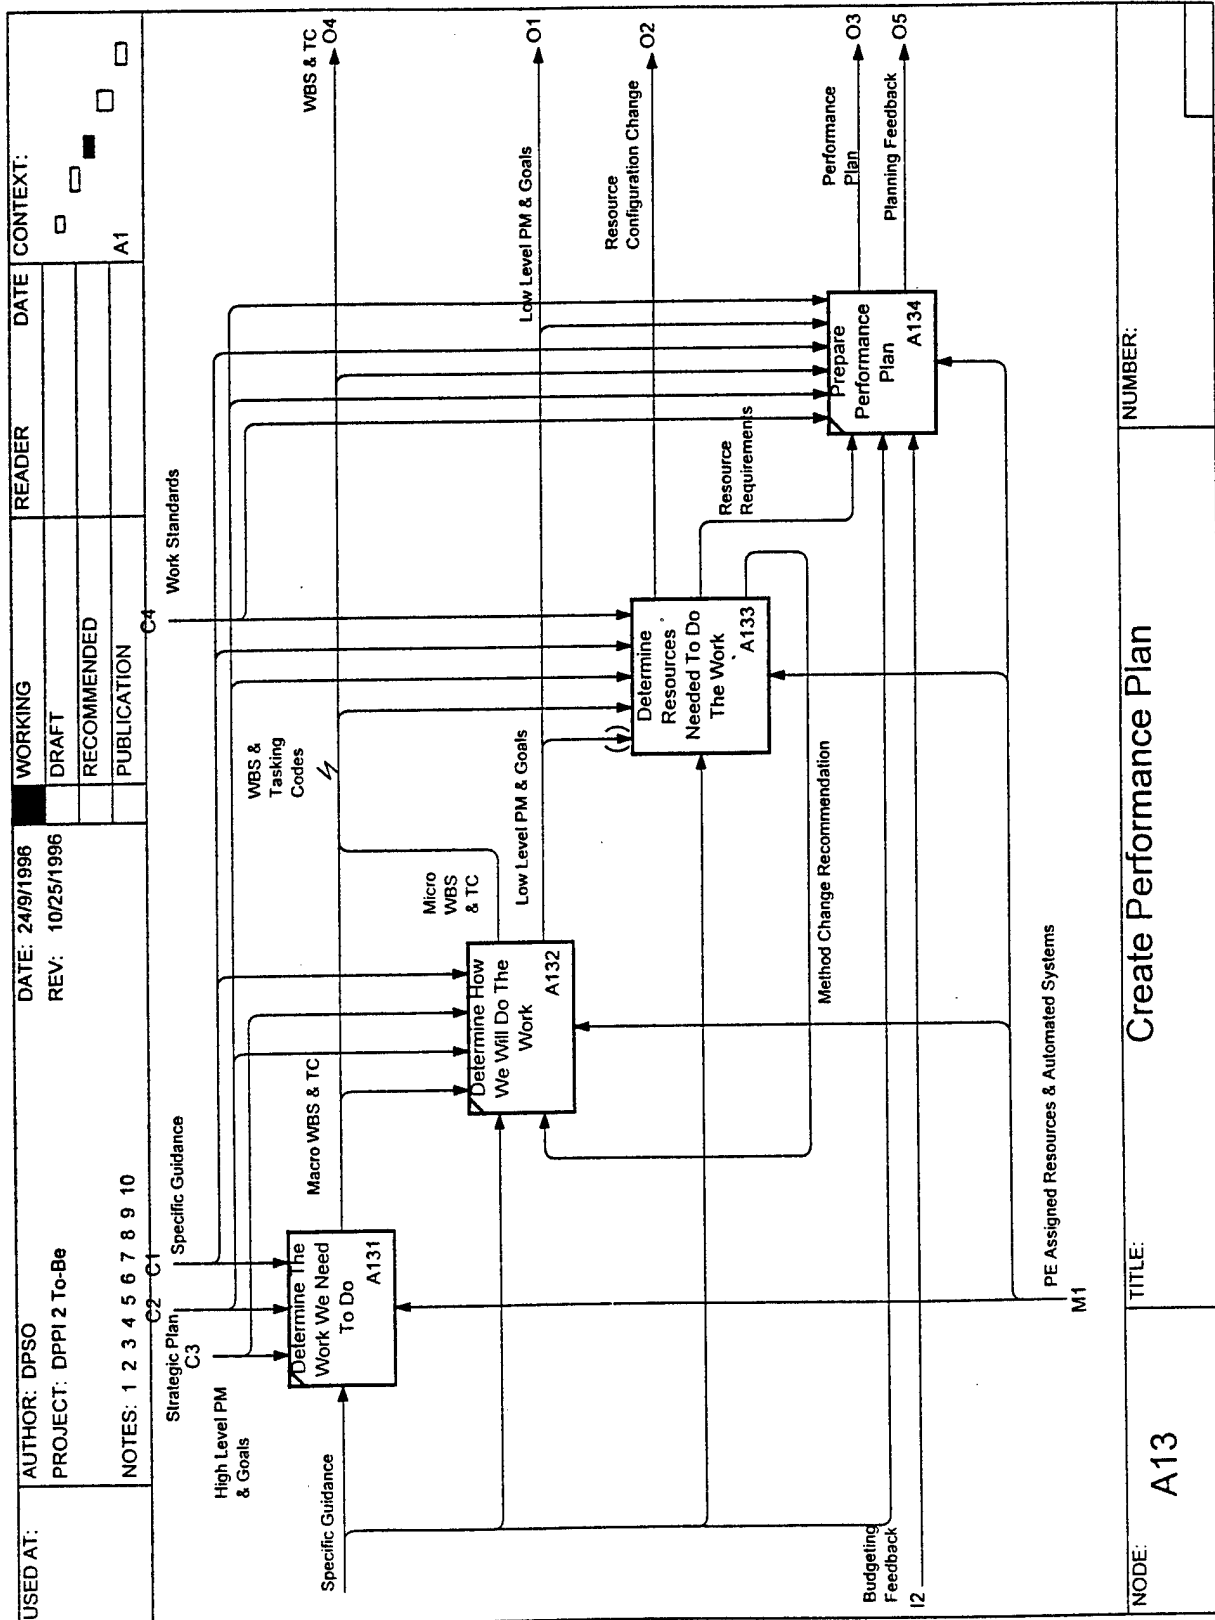 USED AT:
AUTHOR: DPSO
PROJECT: DPPI 2 To-Be
NOTES: 1 2 3 4 5 6 7 8 9 10
DATE: 24/9/1996
REV: 10/25/1996
WORKING
DRAFT
RECOMMENDED
PUBLICATION
READER
DATE
CONTEXT:
A1
C2
C1
C4
Strategic Plan
C3
Specific Guidance
Work Standards
High Level PM
& Goals
Specific Guidance
Determine The
Work We Need
To Do
A131
Macro WBS & TC
WBS &
Tasking
Codes
WBS & TC
O4
Determine How
We Will Do The
Work
A132
Micro
WBS
& TC
Low Level PM & Goals
Low Level PM & Goals
O1
Determine
Resources
Needed To Do
The Work
A133
Resource
Configuration Change
O2
Resource
Requirements
Method Change Recommendation
Prepare
Performance
Plan
A134
Performance
Plan
O3
Planning Feedback
O5
Budgeting
Feedback
I2
PE Assigned Resources & Automated Systems
M1
NODE:
A13
TITLE:
Create Performance Plan
NUMBER: